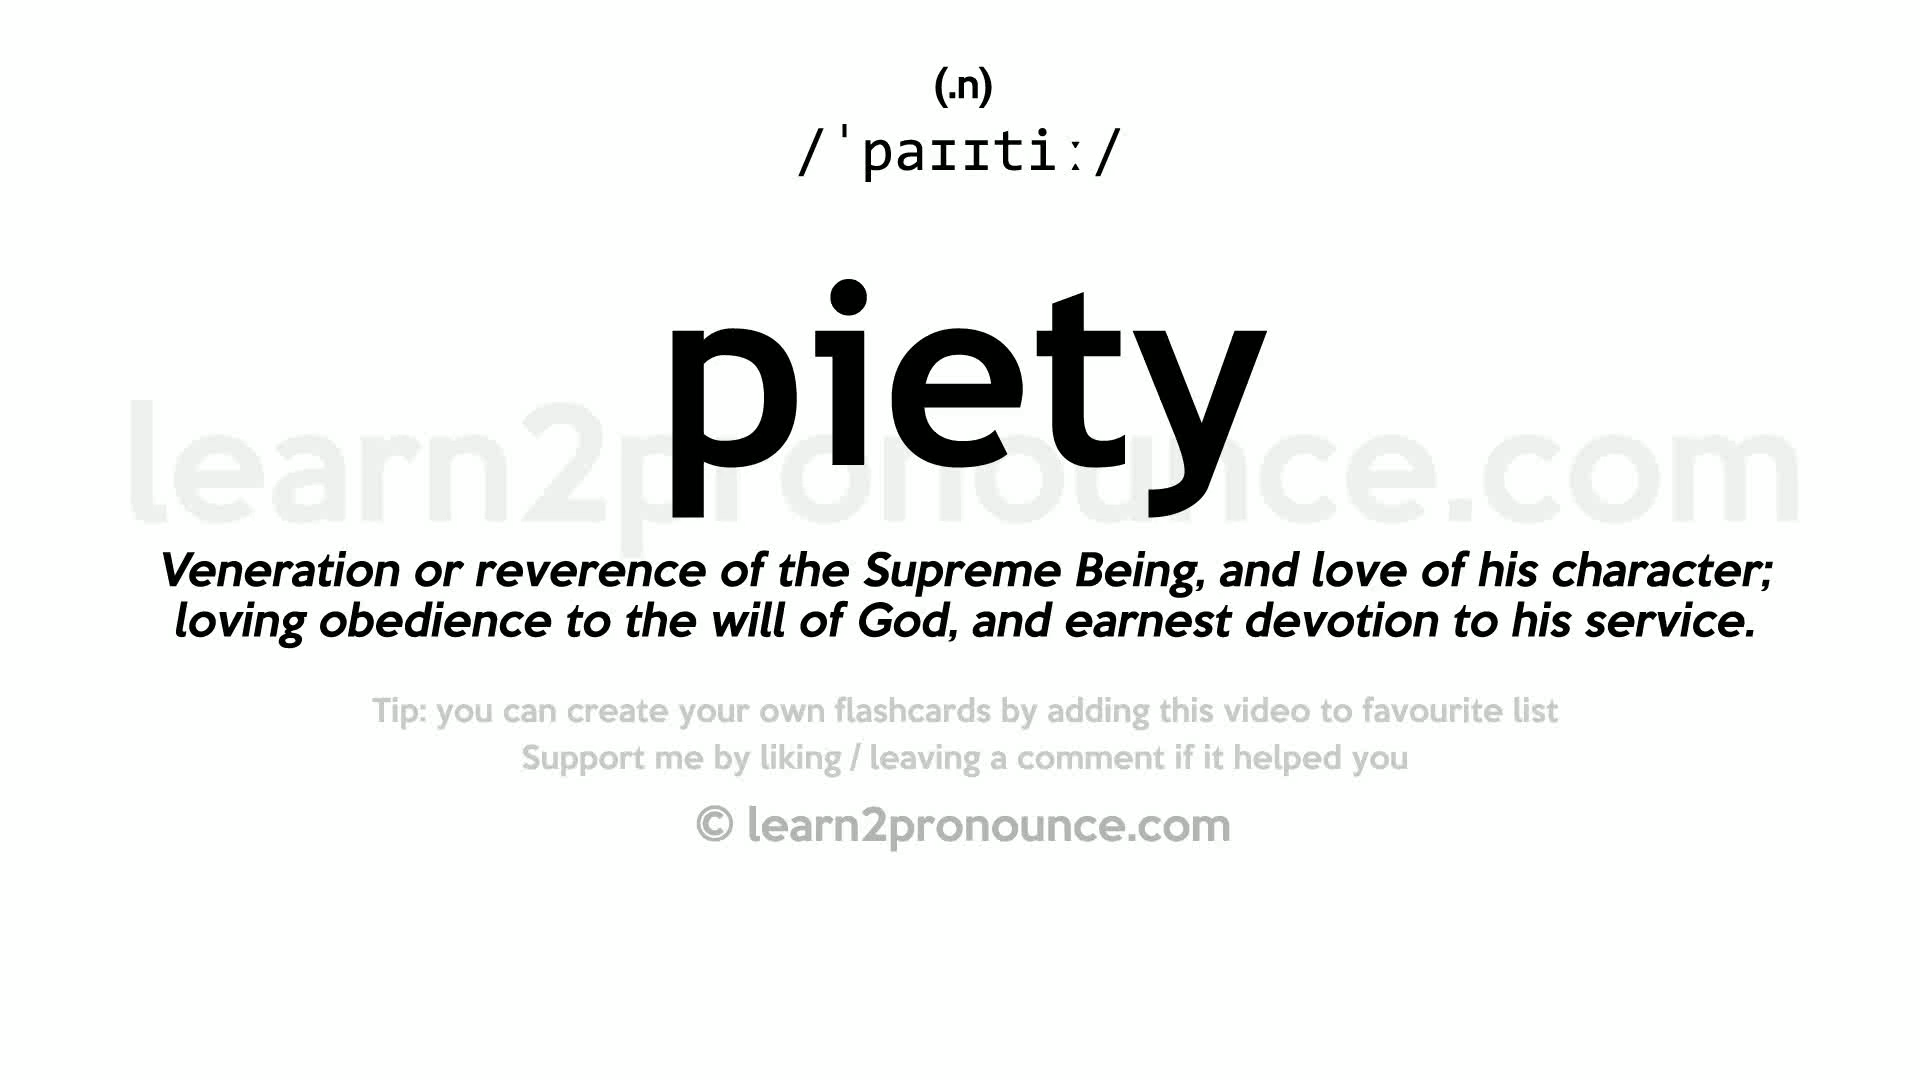 (.n)
/ˈpaɪɪtiː/
piety
learn2pronounce.com
Veneration or reverence of the Supreme Being, and love of his character;
loving obedience to the will of God, and earnest devotion to his service.
Tip: you can create your own flashcards by adding this video to favourite list
Support me by liking / leaving a comment if it helped you
© learn2pronounce.com